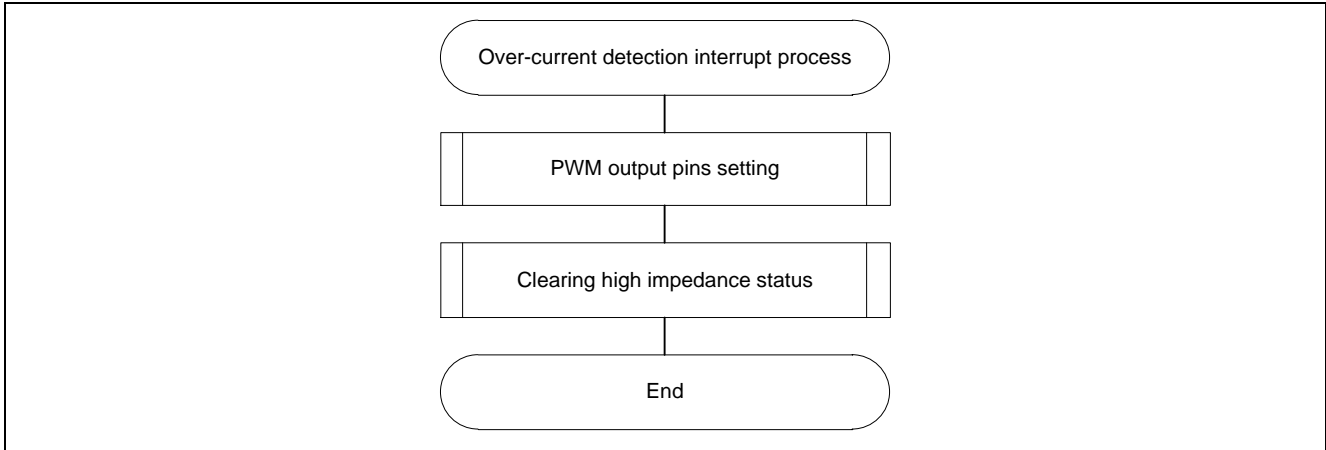 Over-current detection interrupt process
PWM output pins setting
Clearing high impedance status
End